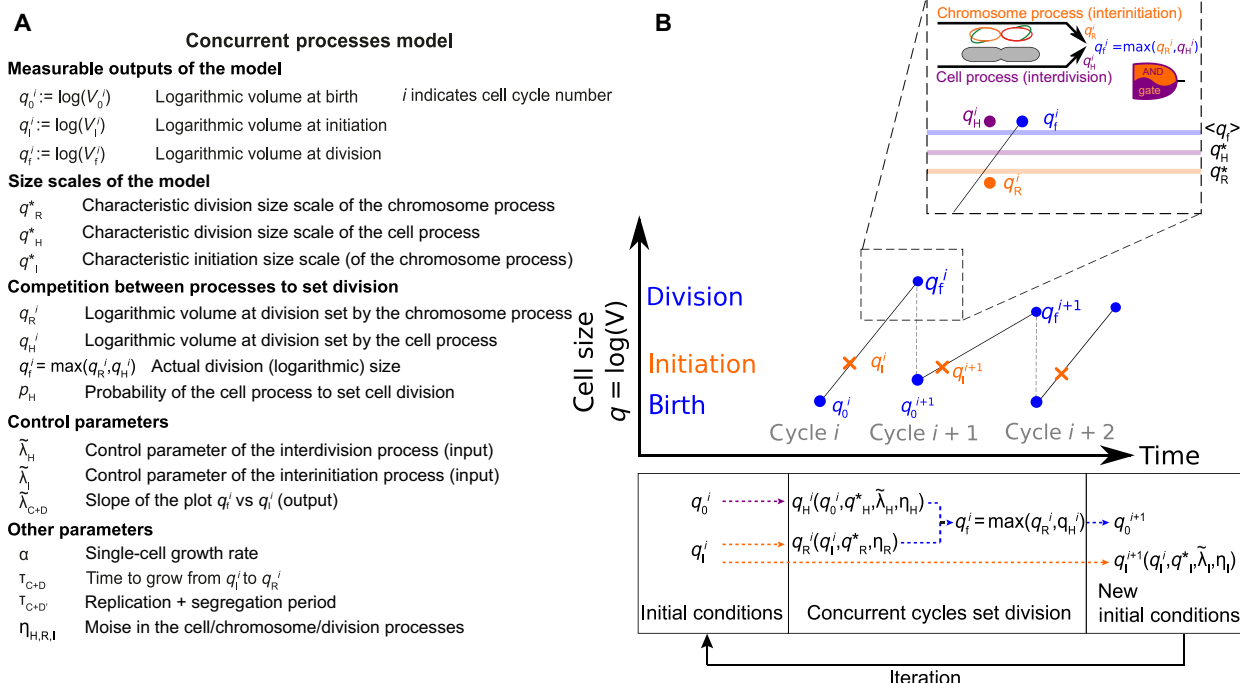 A
Concurrent processes model
Measurable outputs of the model
q₀ⁱ := log(V₀ⁱ) Logarithmic volume at birth i indicates cell cycle number
q_Iⁱ := log(V_Iⁱ) Logarithmic volume at initiation
q_fⁱ := log(V_fⁱ) Logarithmic volume at division
Size scales of the model
q*_R Characteristic division size scale of the chromosome process
q*_H Characteristic division size scale of the cell process
q*_I Characteristic initiation size scale (of the chromosome process)
Competition between processes to set division
q_Rⁱ Logarithmic volume at division set by the chromosome process
q_Hⁱ Logarithmic volume at division set by the cell process
q_fⁱ = max(q_Rⁱ,q_Hⁱ) Actual division (logarithmic) size
p_H Probability of the cell process to set cell division
Control parameters
λ̃_H Control parameter of the interdivision process (input)
λ̃_I Control parameter of the interinitiation process (input)
λ̃_C+D Slope of the plot q_fⁱ vs q_Iⁱ (output)
Other parameters
α Single-cell growth rate
τ_C+D Time to grow from q_Iⁱ to q_Rⁱ
τ_C+D' Replication + segregation period
η_H,R,I Moise in the cell/chromosome/division processes
B
Chromosome process (interinitiation)
q_Rⁱ
q_fⁱ =max(q_Rⁱ,q_Hⁱ)
q_Hⁱ
Cell process (interdivision)
AND
gate
q_Hⁱ q_fⁱ
<q_f>
q*_H
q*_R
q_Rⁱ
Cell size
q = log(V)
Division
Initiation
Birth
q_fⁱ
q_fⁱ⁺¹
q_Iⁱ
q_Iⁱ⁺¹
q₀ⁱ
q₀ⁱ⁺¹
Cycle i Cycle i + 1 Cycle i + 2
Time
q₀ⁱ q_Hⁱ(q₀ⁱ,q*_H,λ̃_H,η_H)
q_fⁱ = max(q_Rⁱ,q_Hⁱ) q₀ⁱ⁺¹
q_Iⁱ q_Rⁱ(q_Iⁱ,q*_R,η_R)
q_Iⁱ⁺¹(q_Iⁱ,q*_I,λ̃_I,η_I)
Initial conditions Concurrent cycles set division New
initial conditions
Iteration